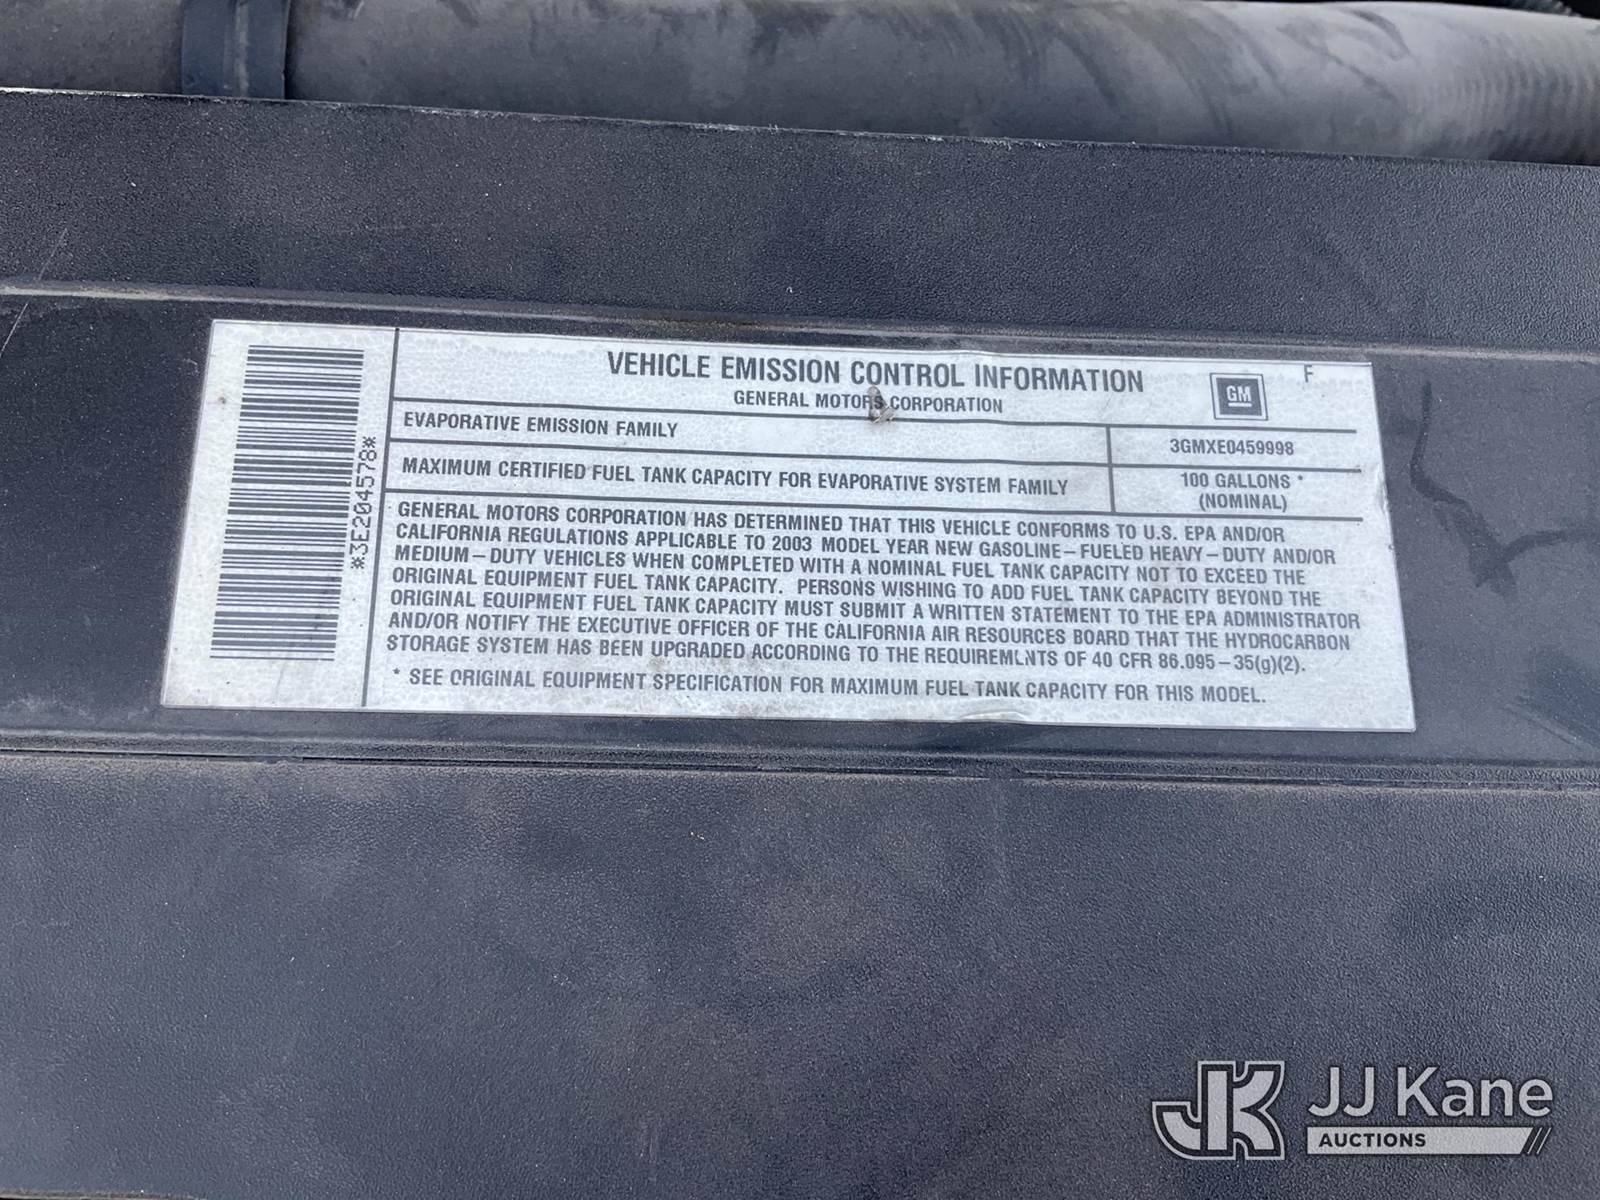 VEHICLE EMISSION CONTROL INFORMATION
GM
F
GENERAL MOTORS CORPORATION
EVAPORATIVE EMISSION FAMILY
3GMXE0459998
MAXIMUM CERTIFIED FUEL TANK CAPACITY FOR EVAPORATIVE SYSTEM FAMILY
100 GALLONS *
(NOMINAL)
*3E204578*
GENERAL MOTORS CORPORATION HAS DETERMINED THAT THIS VEHICLE CONFORMS TO U.S. EPA AND/OR
CALIFORNIA REGULATIONS APPLICABLE TO 2003 MODEL YEAR NEW GASOLINE–FUELED HEAVY–DUTY AND/OR
MEDIUM–DUTY VEHICLES WHEN COMPLETED WITH A NOMINAL FUEL TANK CAPACITY NOT TO EXCEED THE
ORIGINAL EQUIPMENT FUEL TANK CAPACITY. PERSONS WISHING TO ADD FUEL TANK CAPACITY BEYOND THE
ORIGINAL EQUIPMENT FUEL TANK CAPACITY MUST SUBMIT A WRITTEN STATEMENT TO THE EPA ADMINISTRATOR
AND/OR NOTIFY THE EXECUTIVE OFFICER OF THE CALIFORNIA AIR RESOURCES BOARD THAT THE HYDROCARBON
STORAGE SYSTEM HAS BEEN UPGRADED ACCORDING TO THE REQUIREMENTS OF 40 CFR 86.095–35(g)(2).
* SEE ORIGINAL EQUIPMENT SPECIFICATION FOR MAXIMUM FUEL TANK CAPACITY FOR THIS MODEL.
JK JJ Kane
AUCTIONS